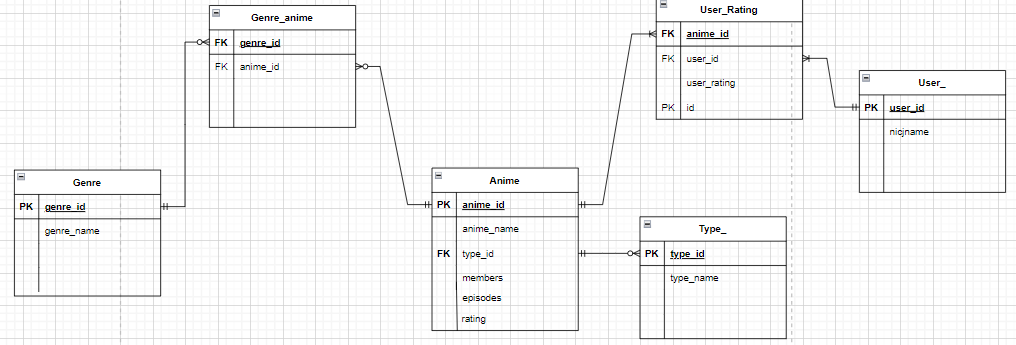 Genre_anime
FK genre_id
FK anime_id
User_Rating
FK anime_id
FK user_id
user_rating
PK id
User_
PK user_id
nicjname
Genre
PK genre_id
genre_name
Anime
PK anime_id
anime_name
FK type_id
members
episodes
rating
Type_
PK type_id
type_name